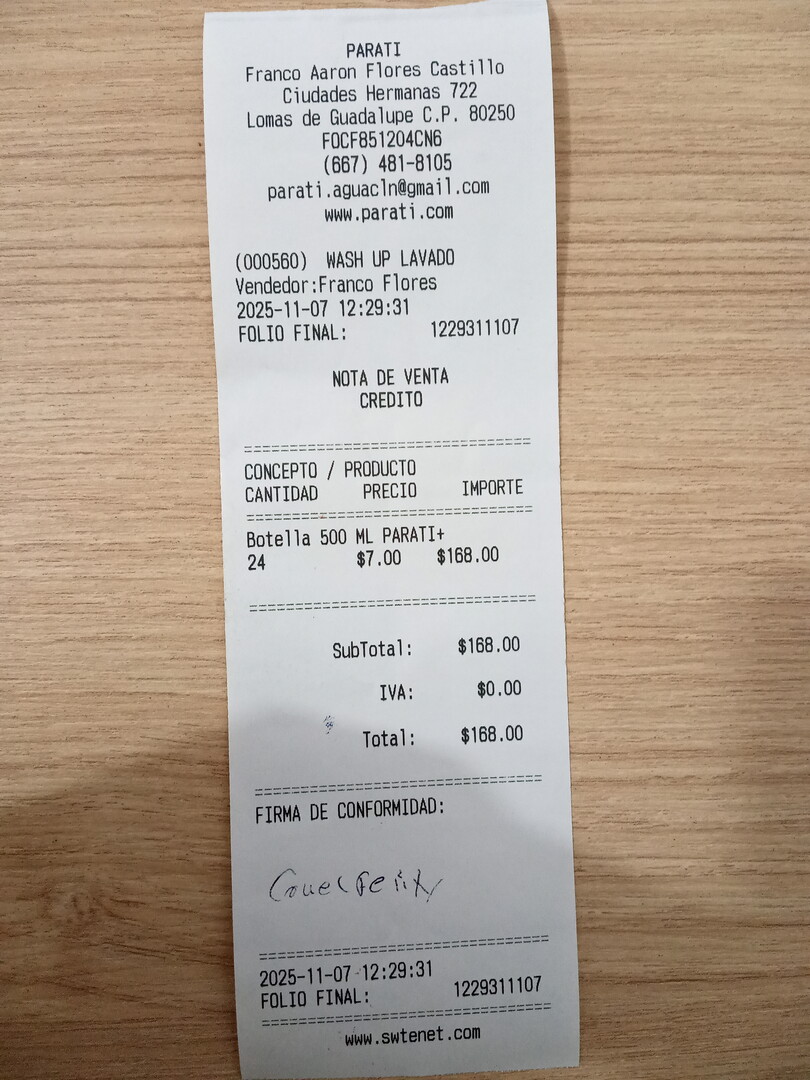 PARATI
Franco Aaron Flores Castillo
Ciudades Hermanas 722
Lomas de Guadalupe C.P. 80250
FOCF851204CN6
(667) 481-8105
parati.aguacln@gmail.com
www.parati.com
(000560) WASH UP LAVADO
Vendedor:Franco Flores
2025-11-07 12:29:31
FOLIO FINAL: 1229311107
NOTA DE VENTA
CREDITO
CONCEPTO / PRODUCTO
CANTIDAD PRECIO IMPORTE
Botella 500 ML PARATI+
24 $7.00 $168.00
SubTotal: $168.00
IVA: $0.00
Total: $168.00
FIRMA DE CONFORMIDAD:
2025-11-07 12:29:31
FOLIO FINAL: 1229311107
www.swtenet.com